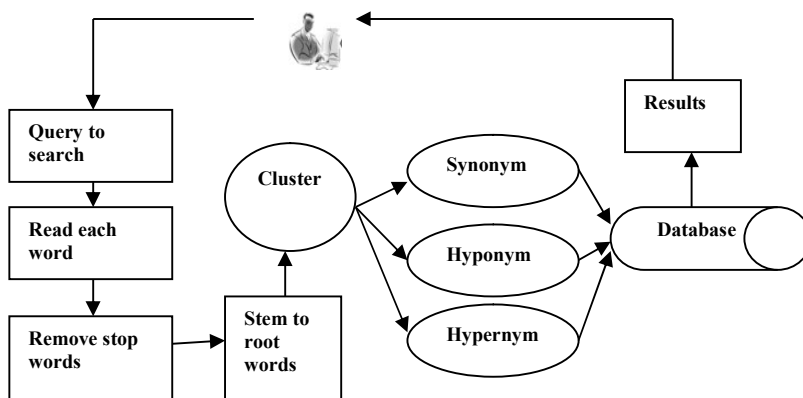 Query to
search
Read each
word
Remove stop
words
Stem to
root
words
Cluster
Synonym
Hyponym
Hypernym
Database
Results